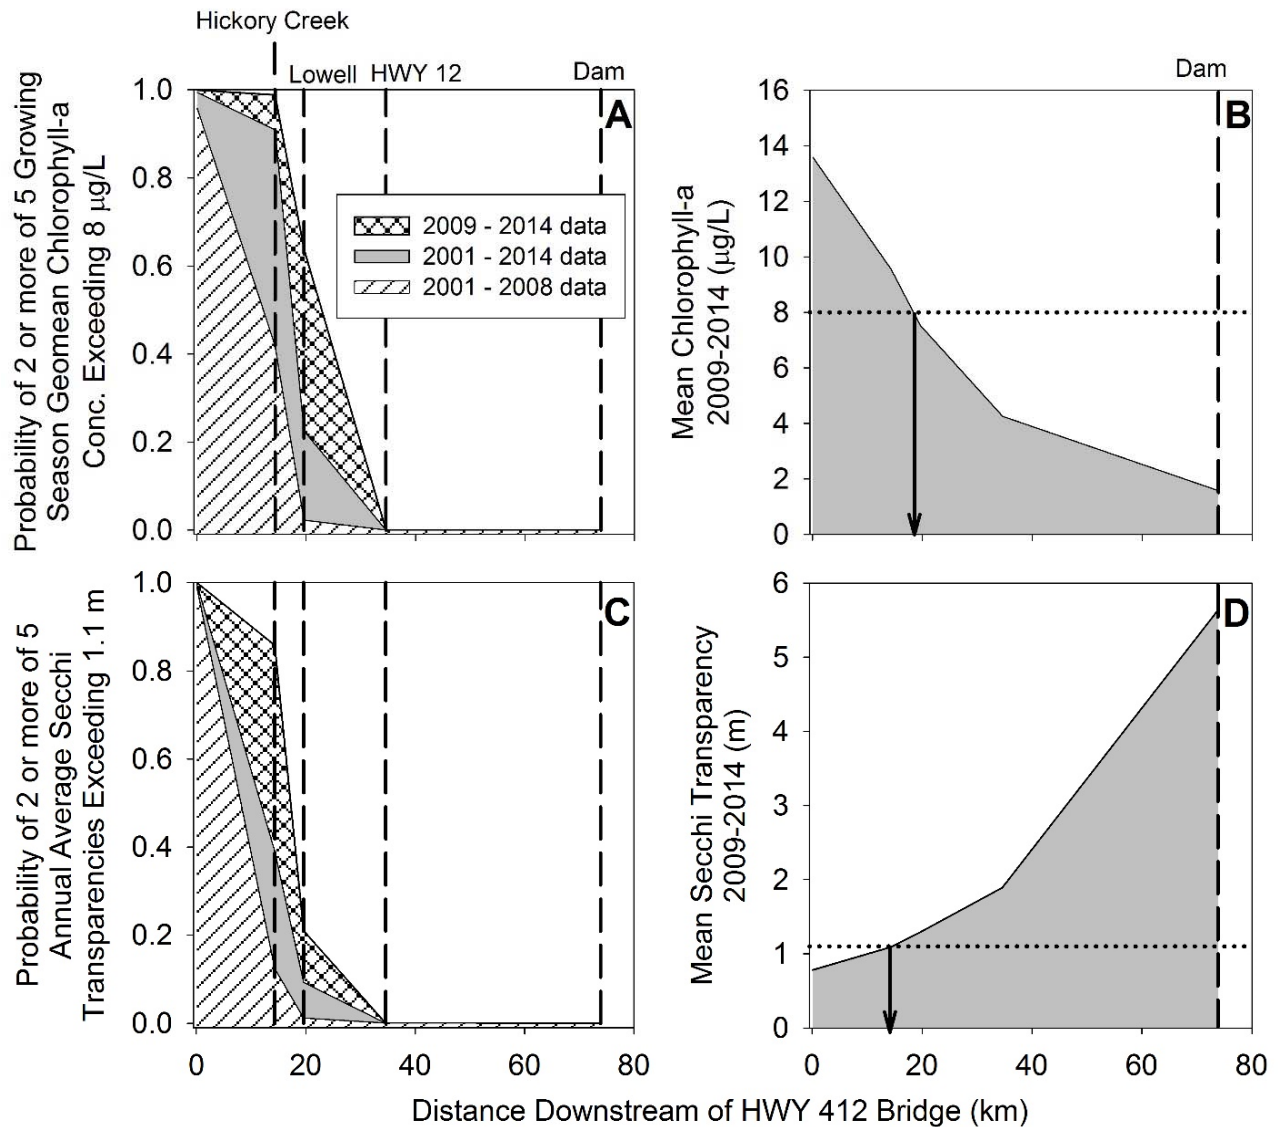 Hickory Creek
Lowell HWY 12 Dam
Probability of 2 or more of 5 Growing
Season Geomean Chlorophyll-a
Conc. Exceeding 8 µg/L
1.0
0.8
0.6
0.4
0.2
0.0
A
2009 - 2014 data
2001 - 2014 data
2001 - 2008 data
Dam
Mean Chlorophyll-a
2009-2014 (µg/L)
16
14
12
10
8
6
4
2
0
B
Probability of 2 or more of 5
Annual Average Secchi
Transparencies Exceeding 1.1 m
1.0
0.8
0.6
0.4
0.2
0.0
C
0 20 40 60 80
Mean Secchi Transparency
2009-2014 (m)
6
5
4
3
2
1
0
D
0 20 40 60 80
Distance Downstream of HWY 412 Bridge (km)